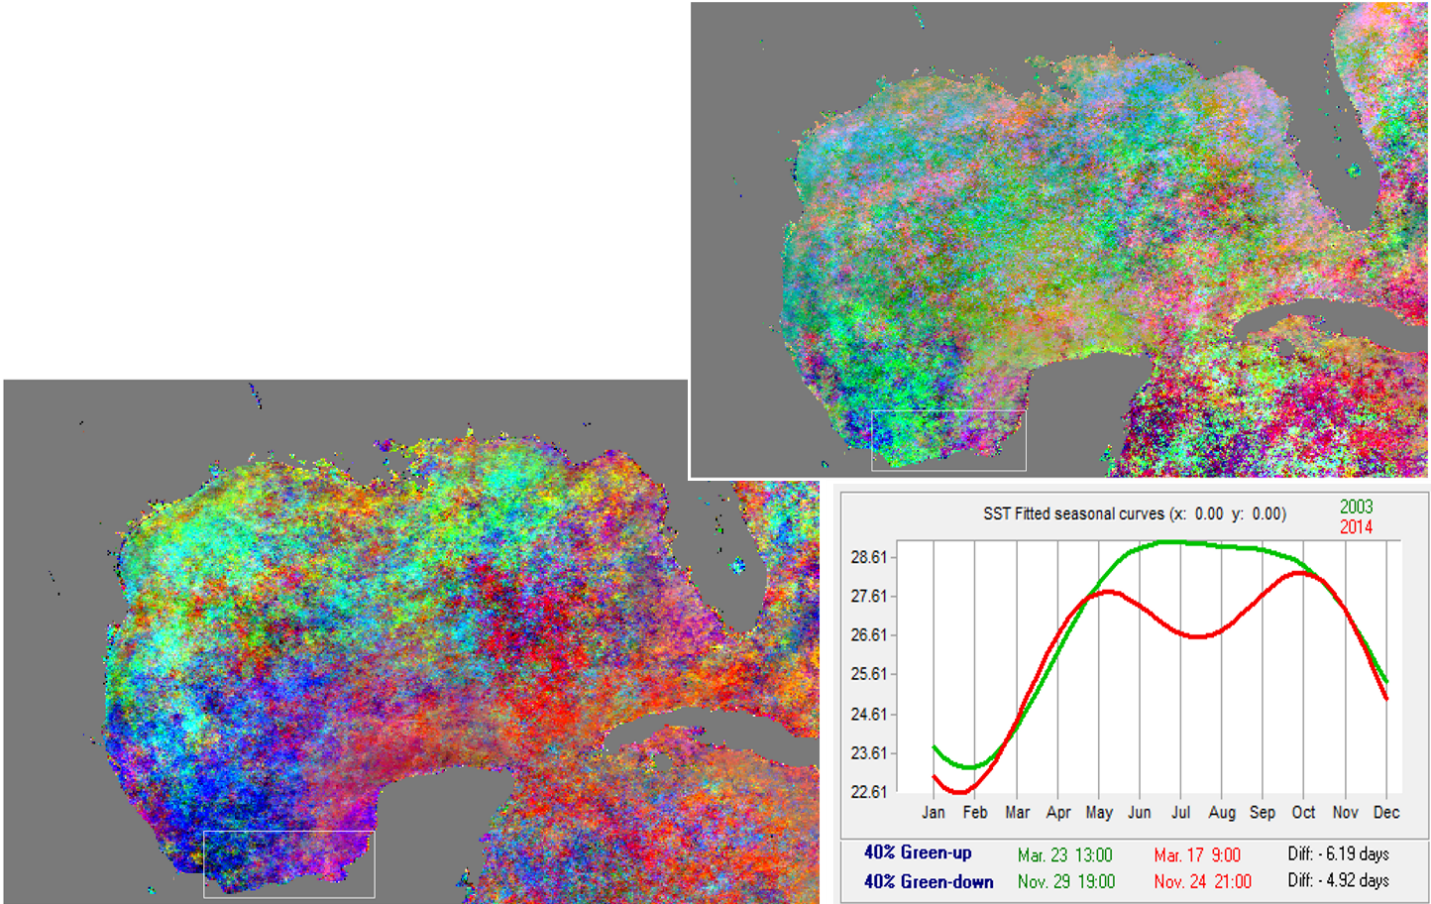 SST Fitted seasonal curves (x: 0.00 y: 0.00)
2003
2014
28.61
27.61
26.61
25.61
24.61
23.61
22.61
Jan Feb Mar Apr May Jun Jul Aug Sep Oct Nov Dec
40% Green-up Mar. 23 13:00 Mar. 17 9:00 Diff: - 6.19 days
40% Green-down Nov. 29 19:00 Nov. 24 21:00 Diff: - 4.92 days